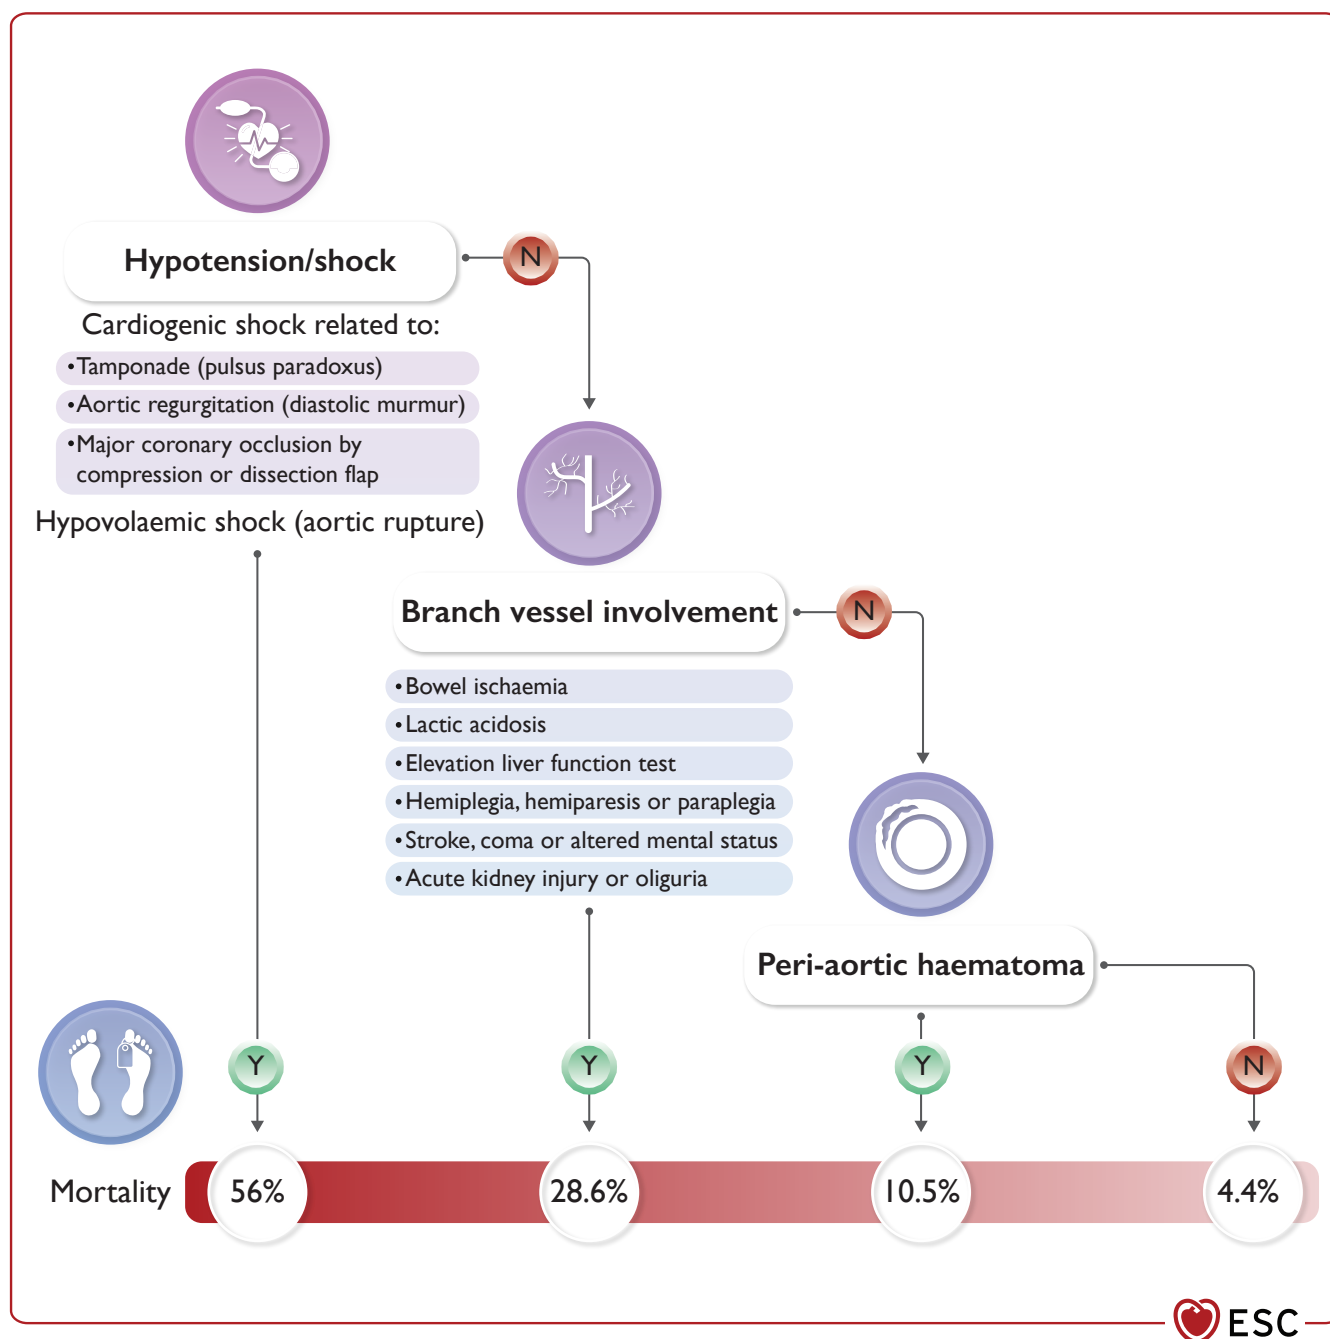 Hypotension/shock
N
Cardiogenic shock related to:
•Tamponade (pulsus paradoxus)
•Aortic regurgitation (diastolic murmur)
•Major coronary occlusion by
compression or dissection flap
Hypovolaemic shock (aortic rupture)
Branch vessel involvement
N
•Bowel ischaemia
•Lactic acidosis
•Elevation liver function test
•Hemiplegia, hemiparesis or paraplegia
•Stroke, coma or altered mental status
•Acute kidney injury or oliguria
Peri-aortic haematoma
Y
Y
Y
N
Mortality
56%
28.6%
10.5%
4.4%
ESC